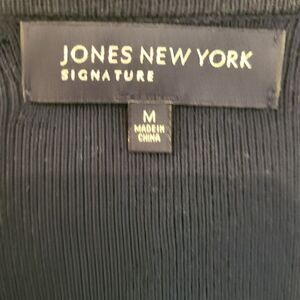 JONES NEW YORK
SIGNATURE
M
MADE IN
CHINA